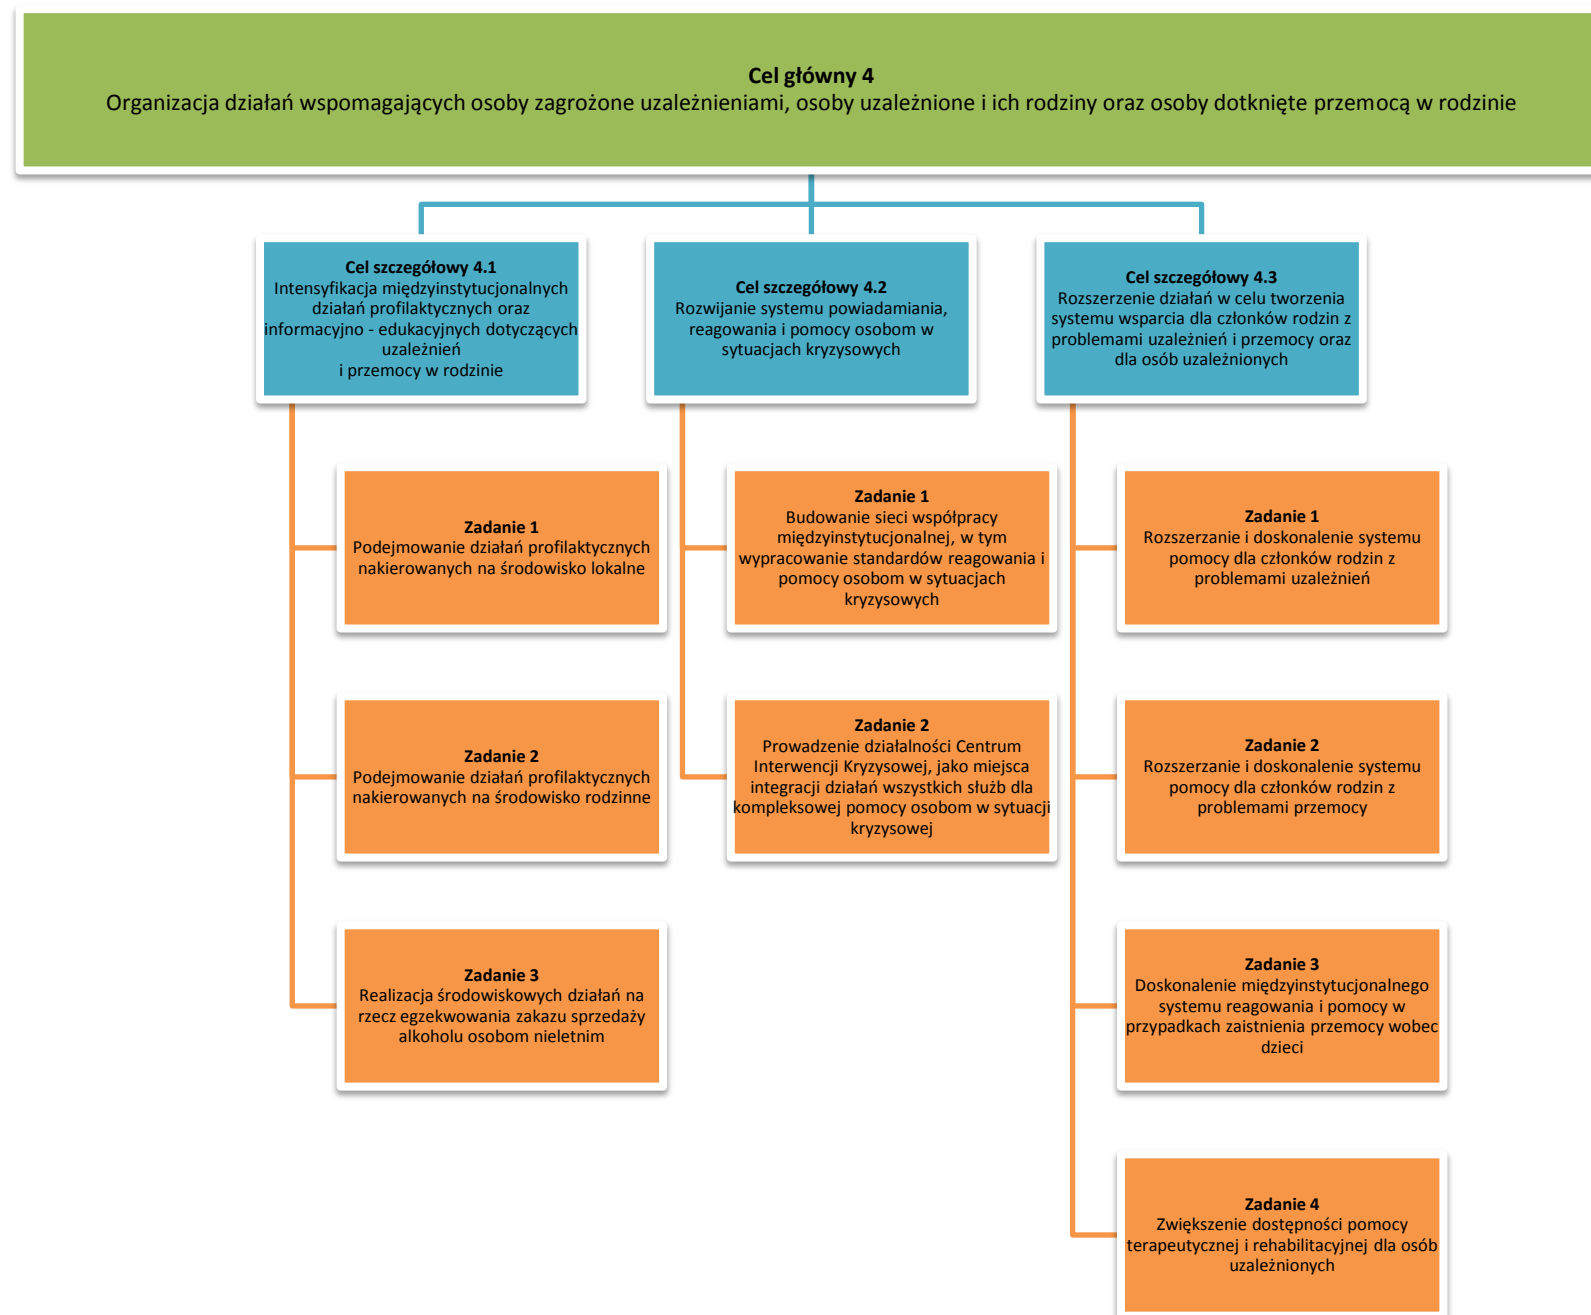 Cel główny 4
Organizacja działań wspomagających osoby zagrożone uzależnieniami, osoby uzależnione i ich rodziny oraz osoby dotknięte przemocą w rodzinie
Cel szczegółowy 4.1
Intensyfikacja międzyinstytucjonalnych
działań profilaktycznych oraz
informacyjno - edukacyjnych dotyczących
uzależnień
i przemocy w rodzinie
Zadanie 1
Podejmowanie działań profilaktycznych
nakierowanych na środowisko lokalne
Zadanie 2
Podejmowanie działań profilaktycznych
nakierowanych na środowisko rodzinne
Zadanie 3
Realizacja środowiskowych działań na
rzecz egzekwowania zakazu sprzedaży
alkoholu osobom nieletnim
Cel szczegółowy 4.2
Rozwijanie systemu powiadamiania,
reagowania i pomocy osobom w
sytuacjach kryzysowych
Zadanie 1
Budowanie sieci współpracy
międzyinstytucjonalnej, w tym
wypracowanie standardów reagowania i
pomocy osobom w sytuacjach
kryzysowych
Zadanie 2
Prowadzenie działalności Centrum
Interwencji Kryzysowej, jako miejsca
integracji działań wszystkich służb dla
kompleksowej pomocy osobom w sytuacji
kryzysowej
Cel szczegółowy 4.3
Rozszerzenie działań w celu tworzenia
systemu wsparcia dla członków rodzin z
problemami uzależnień i przemocy oraz
dla osób uzależnionych
Zadanie 1
Rozszerzanie i doskonalenie systemu
pomocy dla członków rodzin z
problemami uzależnień
Zadanie 2
Rozszerzanie i doskonalenie systemu
pomocy dla członków rodzin z
problemami przemocy
Zadanie 3
Doskonalenie międzyinstytucjonalnego
systemu reagowania i pomocy w
przypadkach zaistnienia przemocy wobec
dzieci
Zadanie 4
Zwiększenie dostępności pomocy
terapeutycznej i rehabilitacyjnej dla osób
uzależnionych